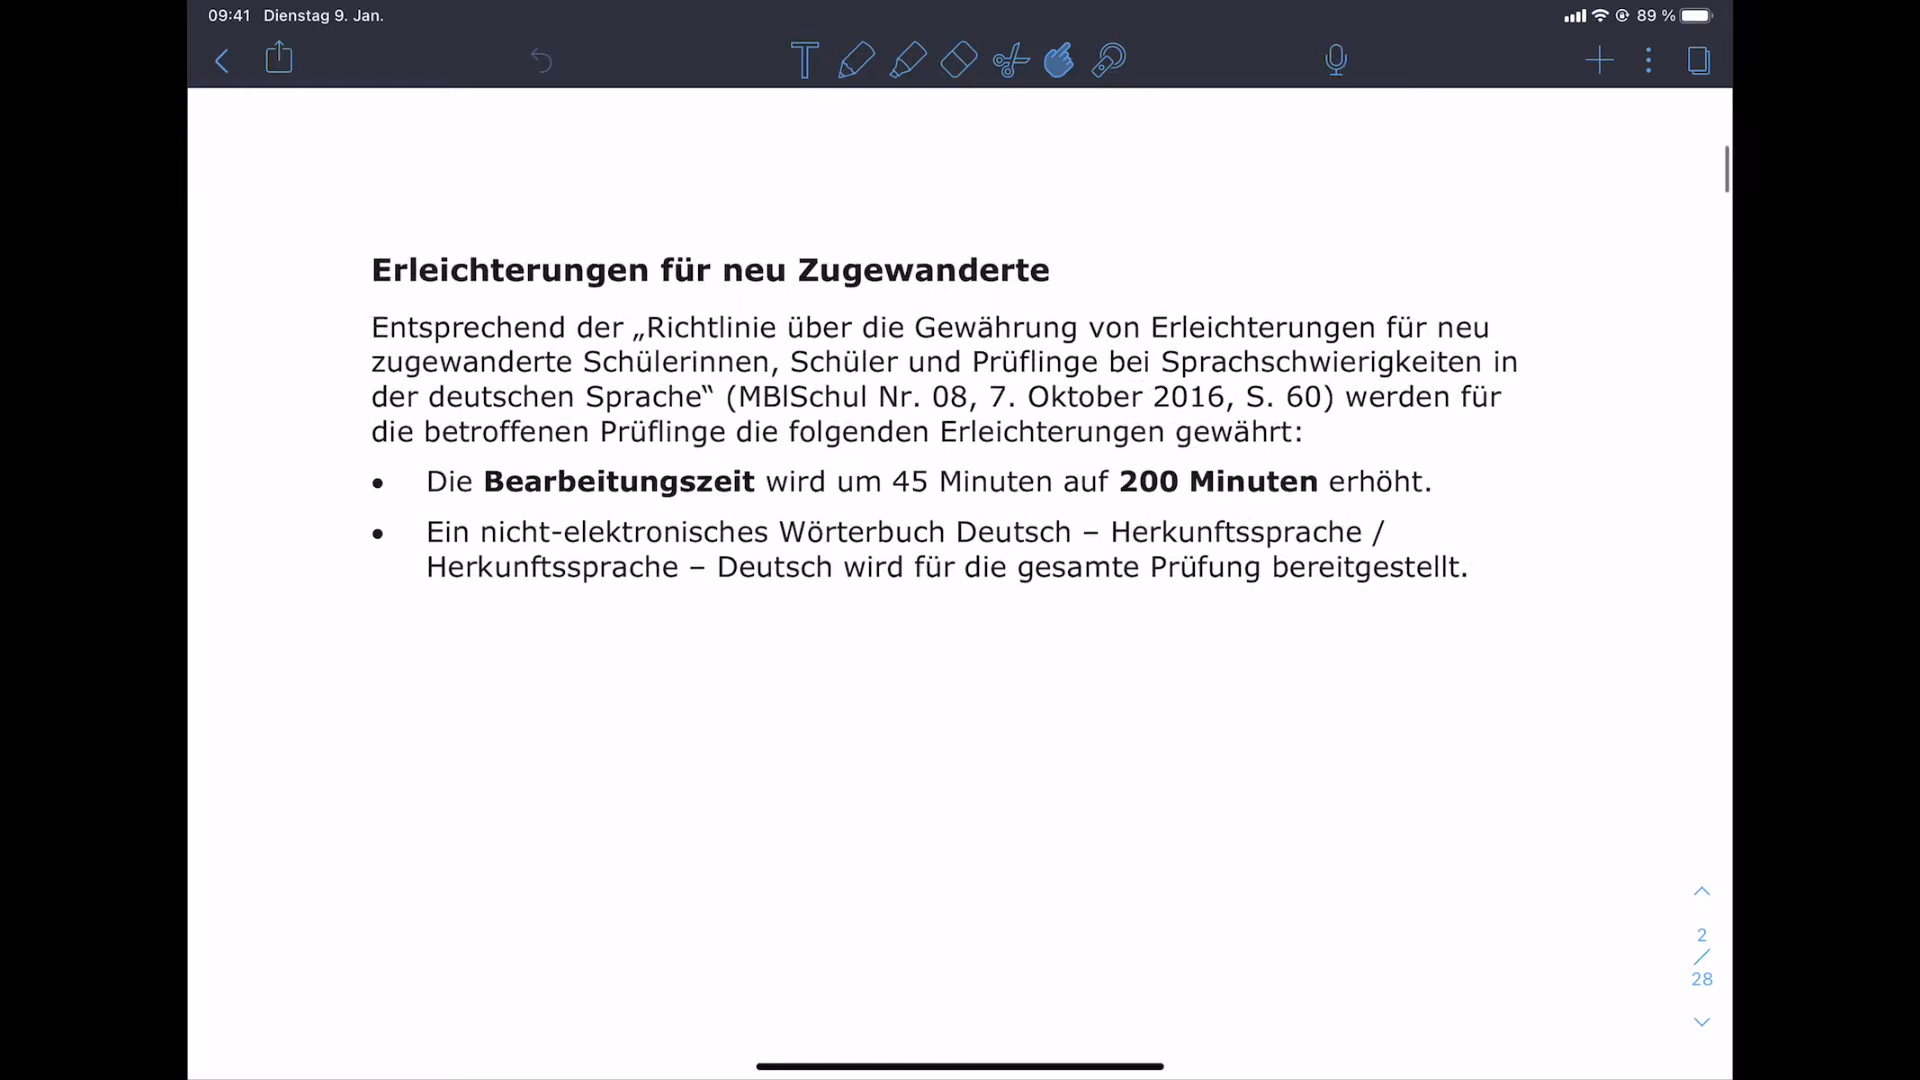 09:41 Dienstag 9. Jan.
89 %
T
Erleichterungen für neu Zugewanderte
Entsprechend der „Richtlinie über die Gewährung von Erleichterungen für neu
zugewanderte Schülerinnen, Schüler und Prüflinge bei Sprachschwierigkeiten in
der deutschen Sprache“ (MBlSchul Nr. 08, 7. Oktober 2016, S. 60) werden für
die betroffenen Prüflinge die folgenden Erleichterungen gewährt:
• Die Bearbeitungszeit wird um 45 Minuten auf 200 Minuten erhöht.
• Ein nicht-elektronisches Wörterbuch Deutsch – Herkunftssprache /
Herkunftssprache – Deutsch wird für die gesamte Prüfung bereitgestellt.
2
/
28